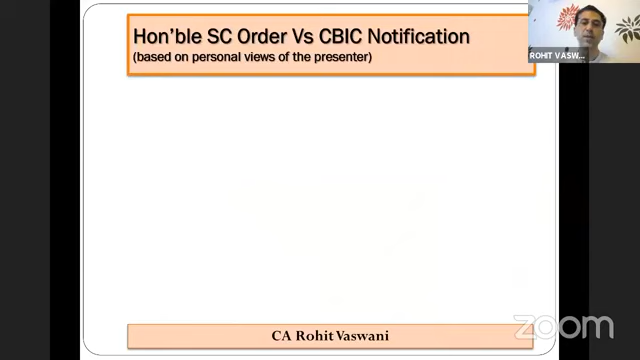 Hon'ble SC Order Vs CBIC Notification
(based on personal views of the presenter)
ROHIT VASW...
CA Rohit Vaswani
zoom